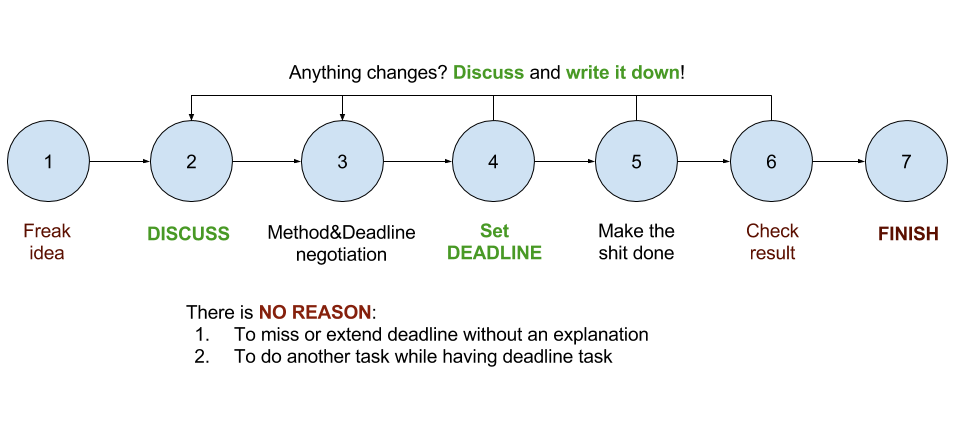 Anything changes? Discuss and write it down!
1
2
3
4
5
6
7
Freak
idea
DISCUSS
Method&Deadline
negotiation
Set
DEADLINE
Make the
shit done
Check
result
FINISH
There is NO REASON:
1. To miss or extend deadline without an explanation
2. To do another task while having deadline task